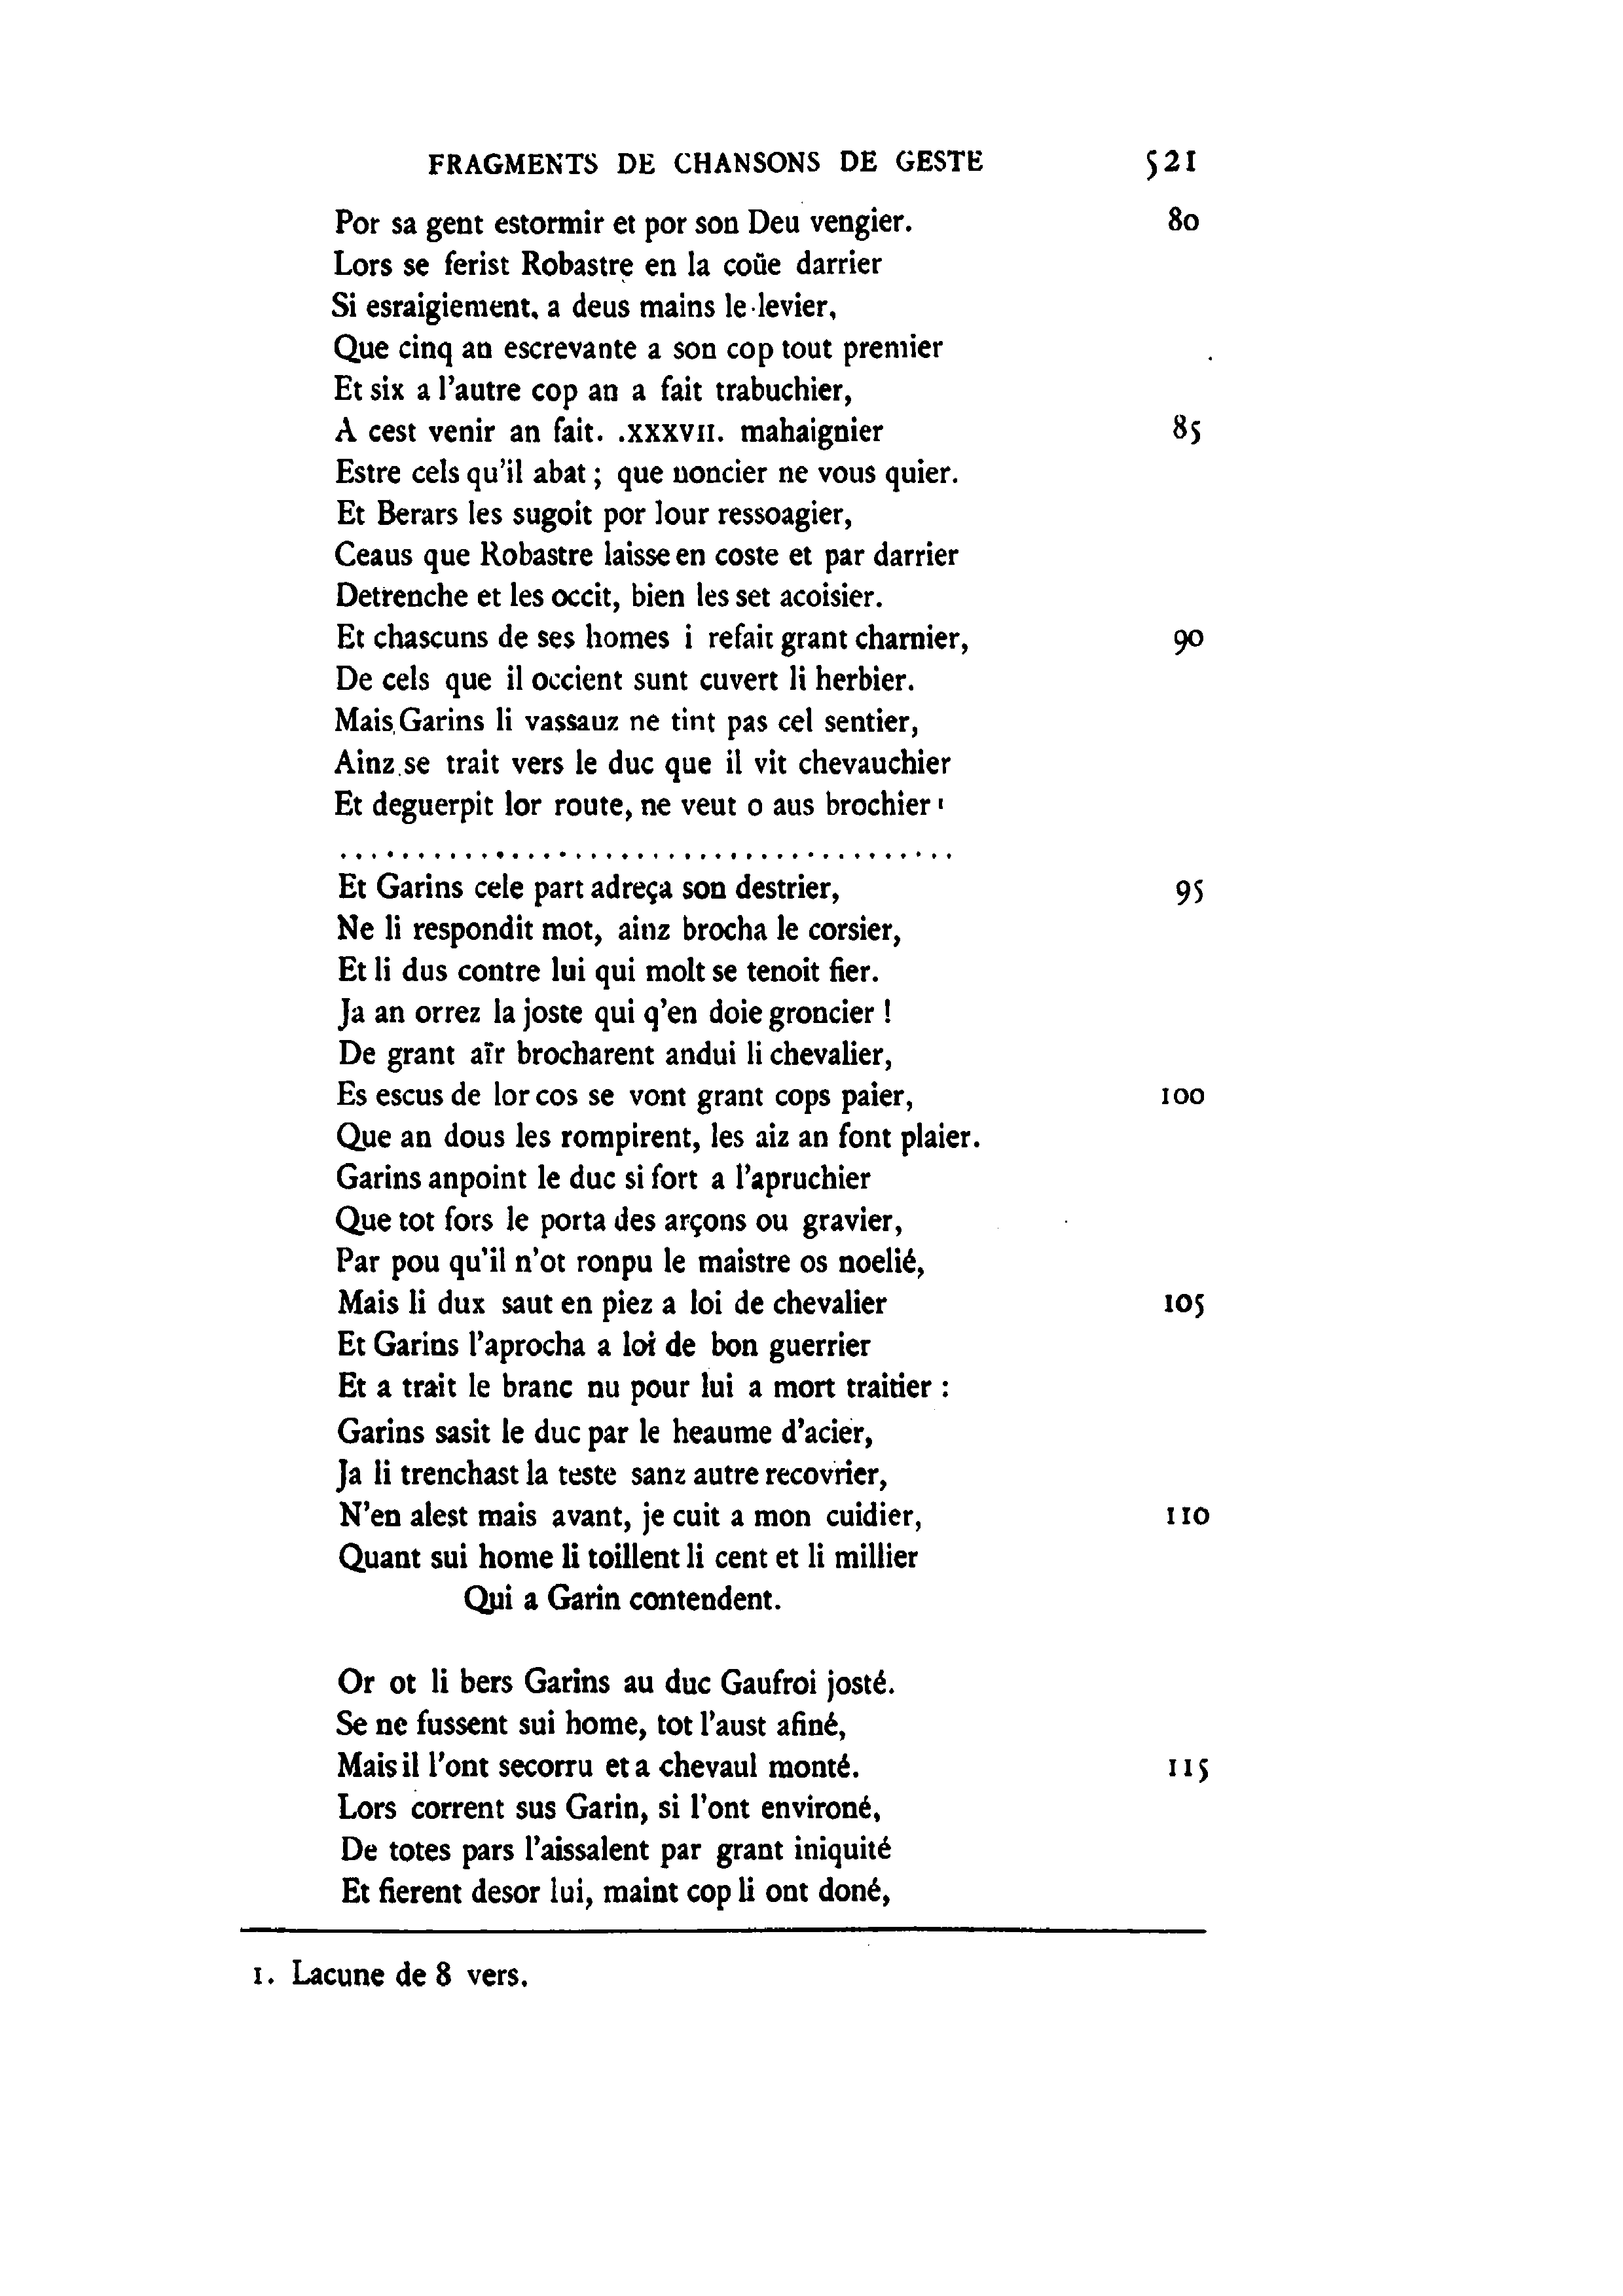 FRAGMENTS DE CHANSONS DE GESTE 521
Por sa gent estormir et por son Deu vengier. 80
Lors se ferist Robastre en la coüe darrier
Si esraigiement, a deus mains le levier,
Que cinq an escrevante a son cop tout premier
Et six a l'autre cop an a fait trabuchier,
A cest venir an fait. .XXXVII. mahaignier 85
Estre cels qu'il abat ; que noncier ne vous quier.
Et Berars les sugoit por lour ressoagier,
Ceaus que Robastre laisse en coste et par darrier
Detrenche et les occit, bien les set acoisier.
Et chascuns de ses homes i refait grant charnier, 90
De cels que il occient sunt cuvert li herbier.
Mais Garins li vassauz ne tint pas cel sentier,
Ainz se trait vers le duc que il vit chevauchier
Et deguerpit lor route, ne veut o aus brochier 1
........................................
Et Garins cele part adreça son destrier, 95
Ne li respondit mot, ainz brocha le corsier,
Et li dus contre lui qui molt se tenoit fier.
Ja an orrez la joste qui q'en doie groncier !
De grant aïr brocharent andui li chevalier,
Es escus de lor cos se vont grant cops paier, 100
Que an dous les rompirent, les aiz an font plaier.
Garins anpoint le duc si fort a l'apruchier
Que tot fors le porta des arçons ou gravier,
Par pou qu'il n'ot ronpu le maistre os noelié,
Mais li dux saut en piez a loi de chevalier 105
Et Garins l'aprocha a loi de bon guerrier
Et a trait le branc nu pour lui a mort traitier :
Garins sasit le duc par le heaume d'acier,
Ja li trenchast la teste sanz autre recovrier,
N'en alest mais avant, je cuit a mon cuidier, 110
Quant sui home li toillent li cent et li millier
Qui a Garin contendent.
Or ot li bers Garins au duc Gaufroi josté.
Se ne fussent sui home, tot l'aust afiné,
Mais il l'ont secorru et a chevaul monté. 115
Lors corrent sus Garin, si l'ont environé,
De totes pars l'aissalent par grant iniquité
Et fierent desor lui, maint cop li ont doné,
1. Lacune de 8 vers.